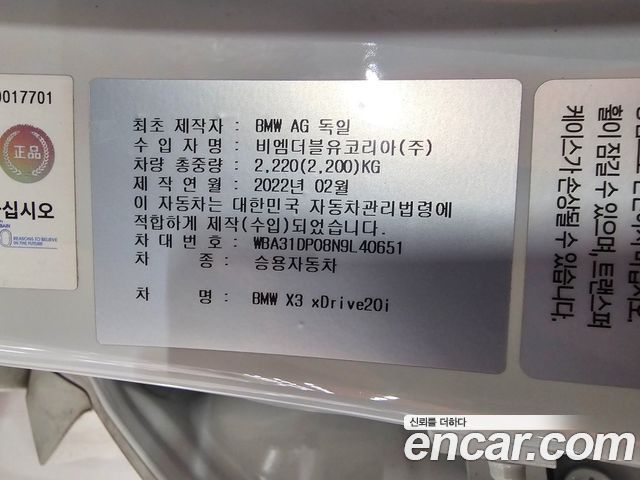 0017701
正品
십시오
REASONS TO BELIEVE
IN THE FUTURE
최초 제작자 : BMW AG 독일
수 입 자 명 : 비엠더블유코리아(주)
차량 총중량 : 2,220(2,200)KG
제 작 연 월 : 2022년 02월
이 자동차는 대한민국 자동차관리법령에
적합하게 제작(수입)되었습니다.
차 대 번 호 : WBA31DP08N9L40651
차 종 : 승용자동차
차 명 : BMW X3 xDrive20i
휠이 잠길 수 있으며, 트랜스퍼
케이스가 손상될 수 있습니다.
신뢰를 더하다
encar.com